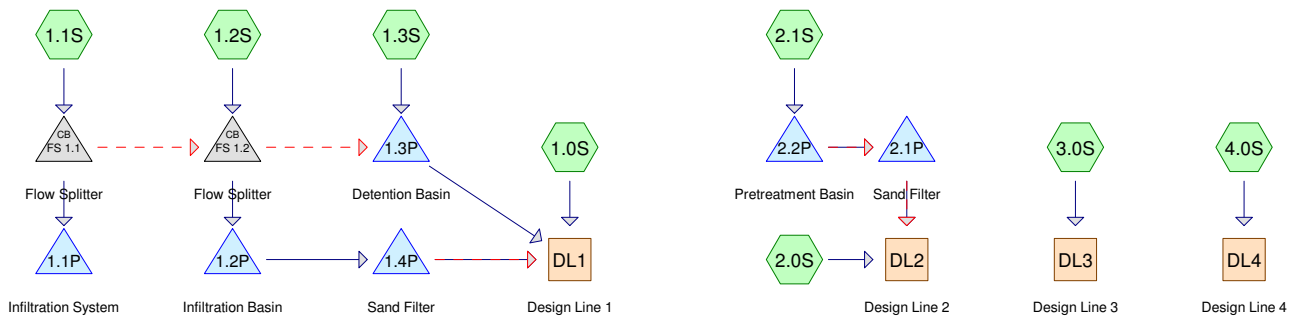 1.1S
1.2S
1.3S
2.1S
CB
FS 1.1
CB
FS 1.2
1.3P
1.0S
2.2P
2.1P
3.0S
4.0S
Flow Splitter
Flow Splitter
Detention Basin
Pretreatment Basin
Sand Filter
1.1P
1.2P
1.4P
DL1
2.0S
DL2
DL3
DL4
Infiltration System
Infiltration Basin
Sand Filter
Design Line 1
Design Line 2
Design Line 3
Design Line 4